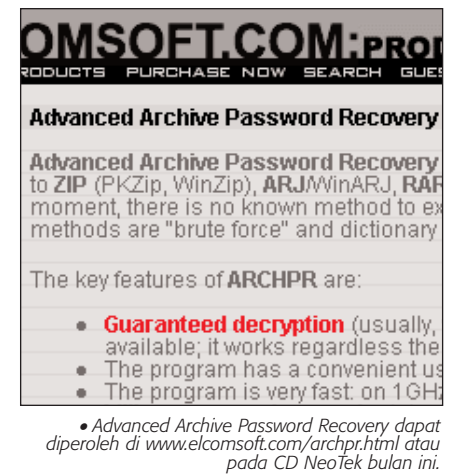 OMSOFT.COM:PROD
RODUCTS PURCHASE NOW SEARCH GUES
Advanced Archive Password Recovery
Advanced Archive Password Recovery
to ZIP (PKZip, WinZip), ARJ/WinARJ, RAR
moment, there is no known method to ex
methods are "brute force" and dictionary
The key features of ARCHPR are:
• Guaranteed decryption (usually,
available; it works regardless the
• The program has a convenient us
• The program is very fast: on 1GHz
• Advanced Archive Password Recovery dapat
diperoleh di www.elcomsoft.com/archpr.html atau
pada CD NeoTek bulan ini.